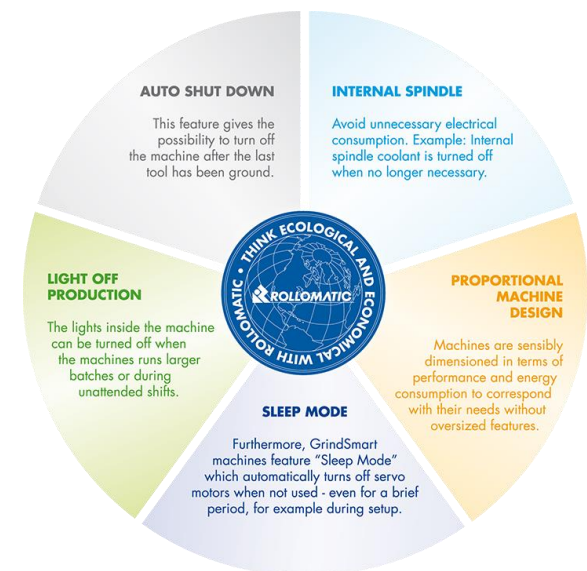 AUTO SHUT DOWN
This feature gives the
possibility to turn off
the machine after the last
tool has been ground.
INTERNAL SPINDLE
Avoid unnecessary electrical
consumption. Example: Internal
spindle coolant is turned off
when no longer necessary.
LIGHT OFF
PRODUCTION
The lights inside the machine
can be turned off when
the machines runs larger
batches or during
unattended shifts.
THINK ECOLOGICAL AND ECONOMICAL WITH ROLLOMATIC •
ROLLOMATIC
PROPORTIONAL
MACHINE
DESIGN
Machines are sensibly
dimensioned in terms of
performance and energy
consumption to correspond
with their needs without
oversized features.
SLEEP MODE
Furthermore, GrindSmart
machines feature “Sleep Mode”
which automatically turns off servo
motors when not used - even for a brief
period, for example during setup.